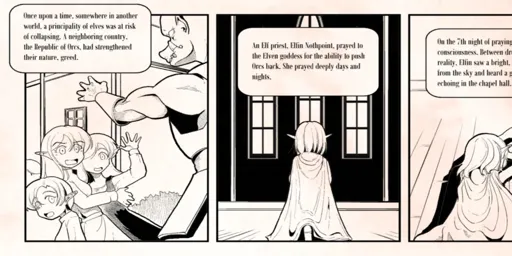 Once upon a time, somewhere in another
world, a principality of elves was at risk
of collapsing. A neighboring country,
the Republic of Orcs, had strengthened
their nature, greed.
An Elf priest, Elfin Nothpoint, prayed to
the Elven goddess for the ability to push
Orcs back. She prayed deeply days and
nights.
On the 7th night of praying
consciousness. Between
reality, Elfin saw a bright,
from the sky and heard a
echoing in the chapel hall.